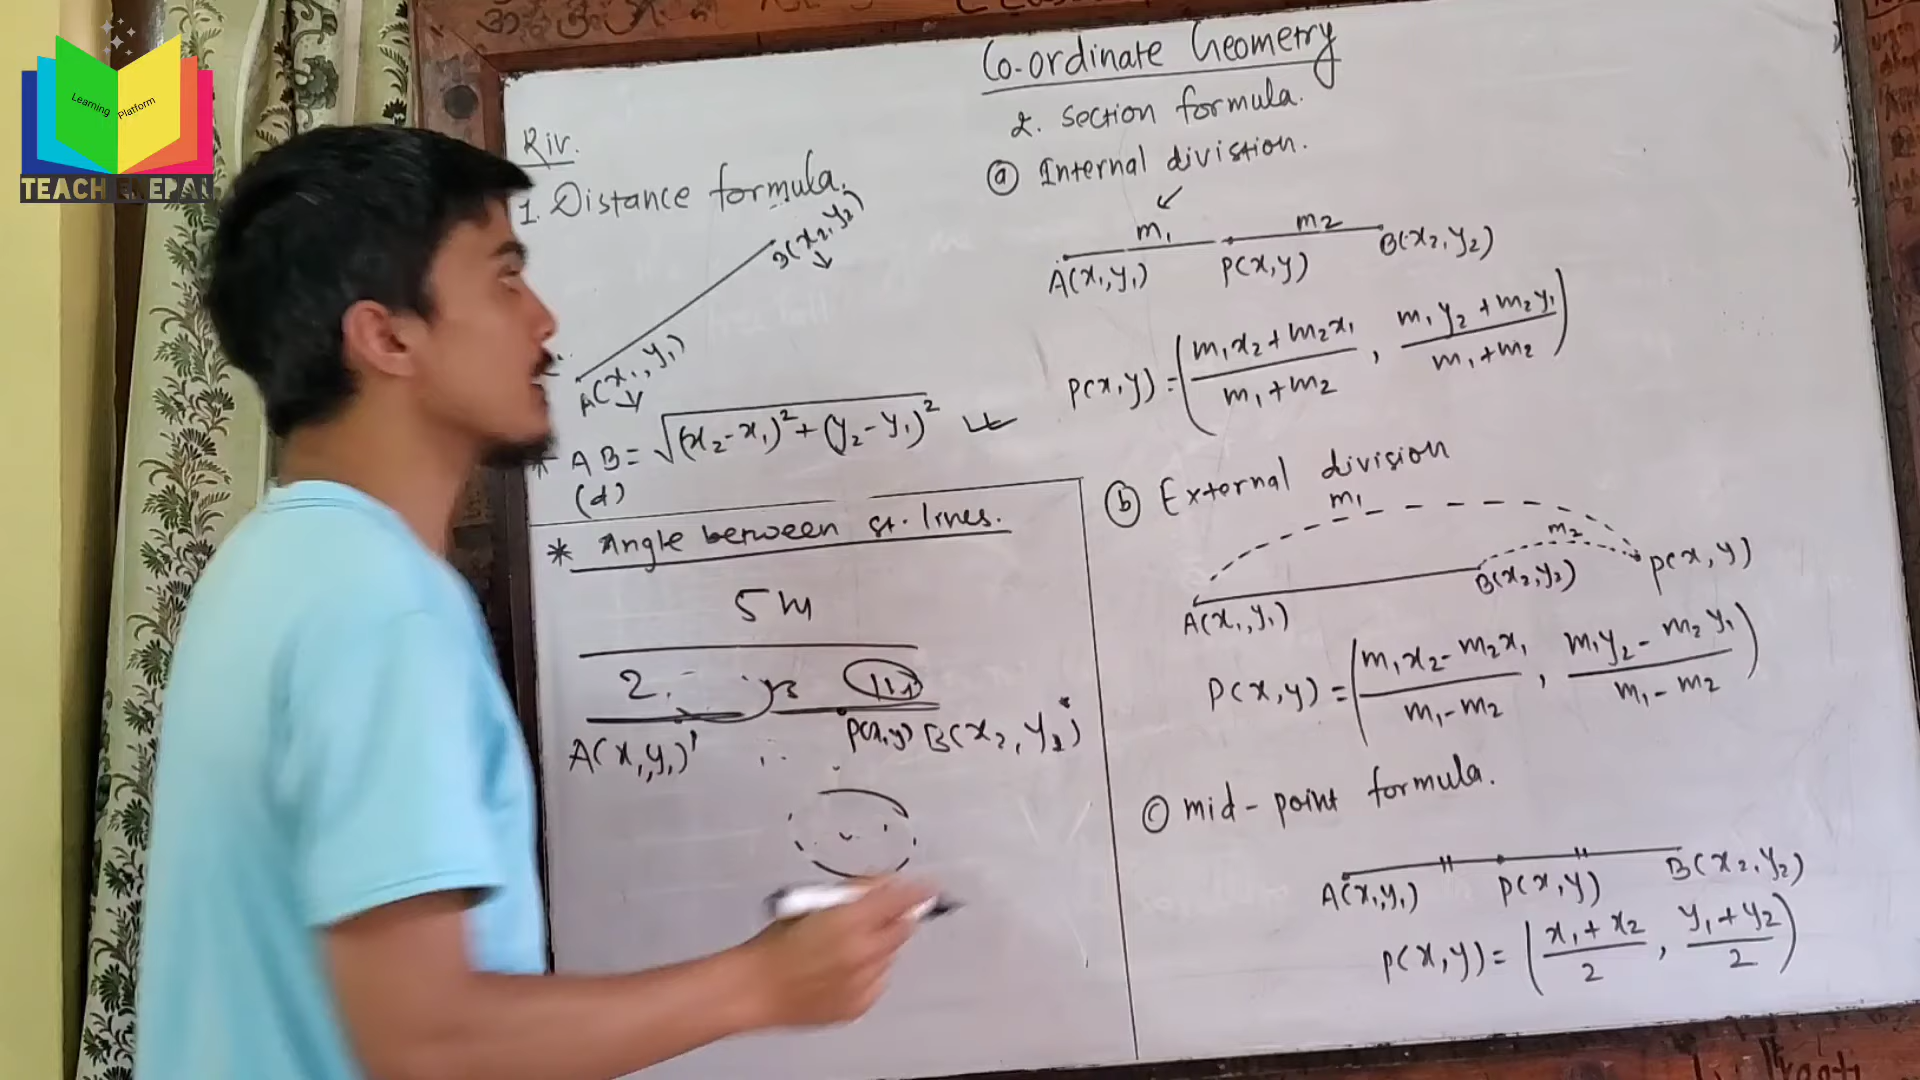 Learning Platform
TEACH ENEPAL
Co-ordinate Geometry
Riv.
1. Distance formula.
B(x₂, y₂)
A(x₁, y₁)
* AB = √(x₂-x₁)²+(y₂-y₁)²
(d)
* Angle between st. lines.
5m
2.
A(x₁,y₁)
P(x,y) B(x₂, y₂)
2. Section formula.
ⓐ Internal divistion.
m₁ m₂
A(x₁,y₁) P(x,y) B(x₂,y₂)
P(x,y) = (m₁x₂+m₂x₁/m₁+m₂ , m₁y₂+m₂y₁/m₁+m₂)
ⓑ External division
m₁
m₂
A(x₁,y₁) B(x₂,y₂) P(x,y)
P(x,y) = (m₁x₂-m₂x₁/m₁-m₂ , m₁y₂-m₂y₁/m₁-m₂)
ⓒ mid-point formula.
A(x₁,y₁) P(x,y) B(x₂,y₂)
P(x,y) = (x₁+x₂/2 , y₁+y₂/2)